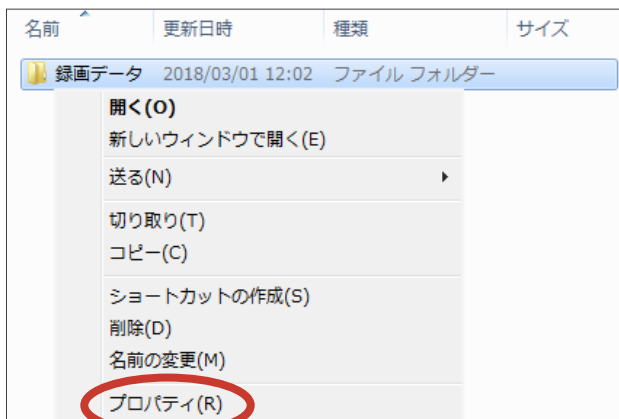 名前 更新日時 種類 サイズ
録画データ 2018/03/01 12:02 ファイル フォルダー
開く(O)
新しいウィンドウで開く(E)
送る(N)
切り取り(T)
コピー(C)
ショートカットの作成(S)
削除(D)
名前の変更(M)
プロパティ(R)